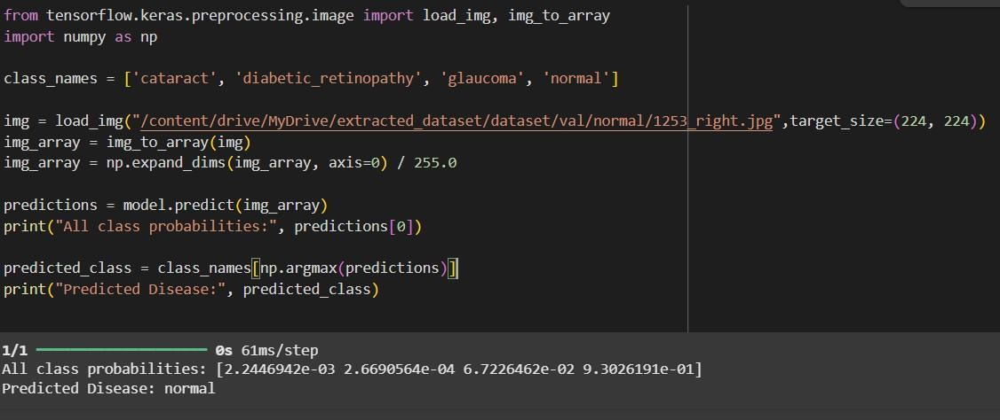 from tensorflow.keras.preprocessing.image import load_img, img_to_array
import numpy as np
class_names = ['cataract', 'diabetic_retinopathy', 'glaucoma', 'normal']
img = load_img("/content/drive/MyDrive/extracted_dataset/dataset/val/normal/1253_right.jpg",target_size=(224, 224))
img_array = img_to_array(img)
img_array = np.expand_dims(img_array, axis=0) / 255.0
predictions = model.predict(img_array)
print("All class probabilities:", predictions[0])
predicted_class = class_names[np.argmax(predictions)]
print("Predicted Disease:", predicted_class)
1/1 ━━━━━━━━━━━━━━━━━━━━ 0s 61ms/step
All class probabilities: [2.2446942e-03 2.6690564e-04 6.7226462e-02 9.3026191e-01]
Predicted Disease: normal